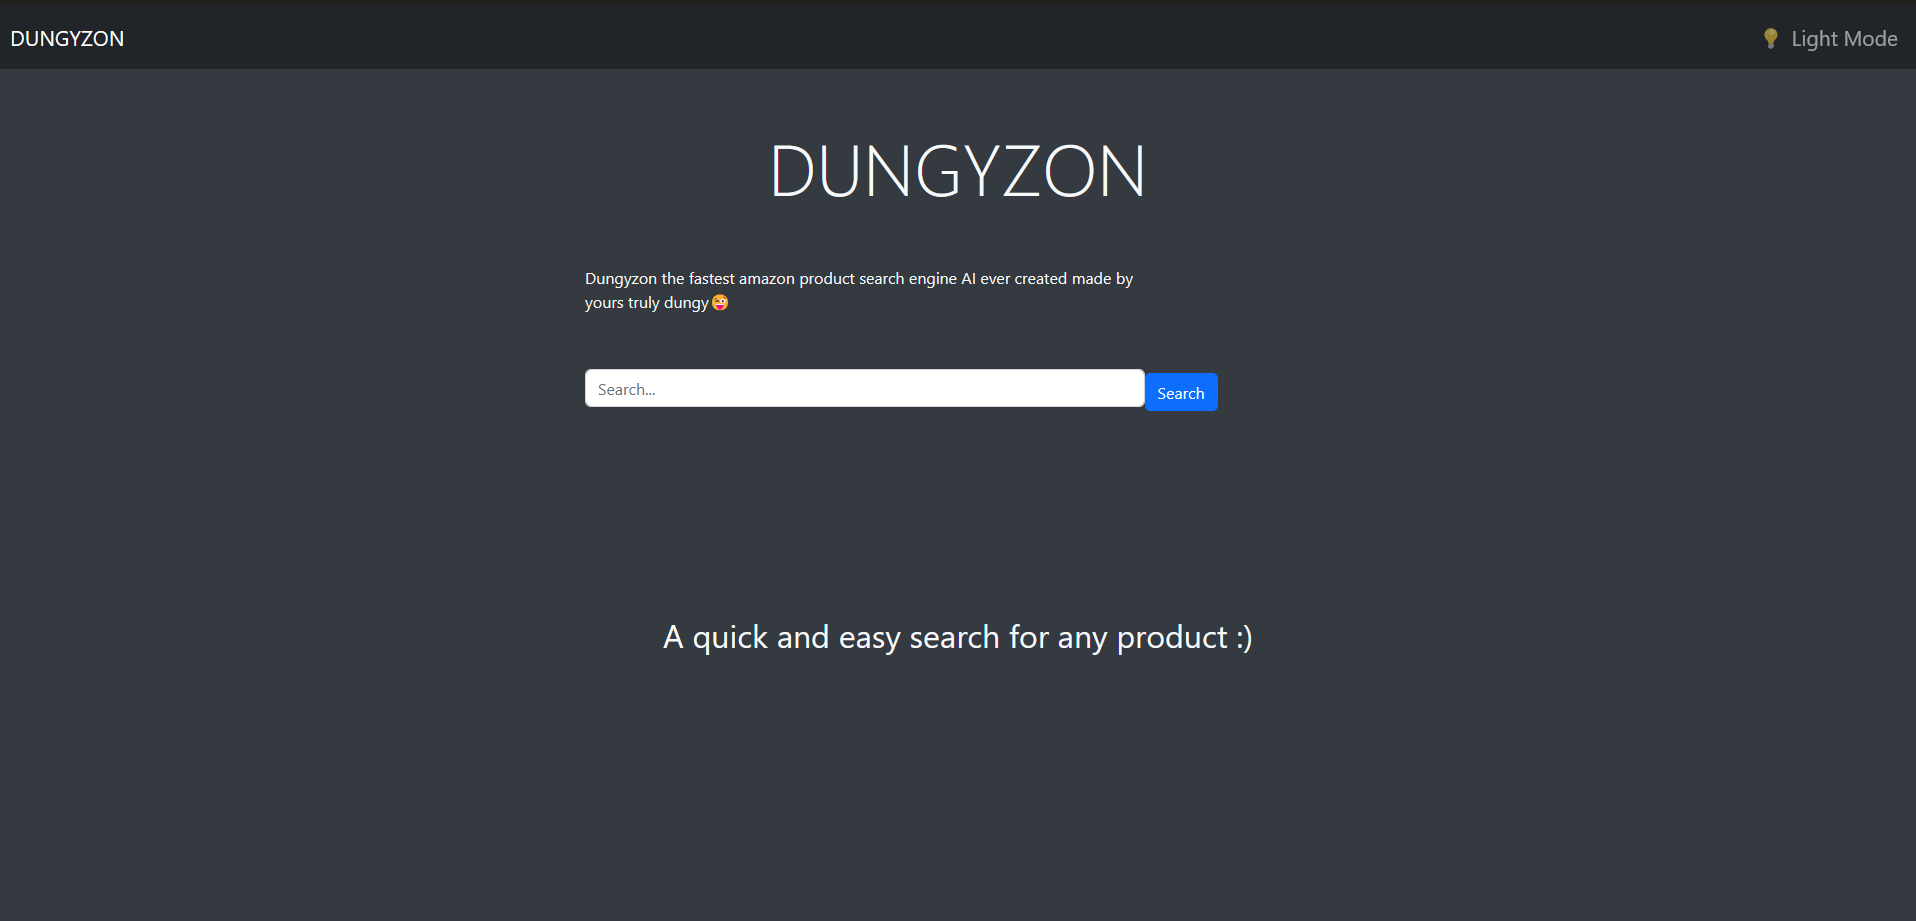 DUNGYZON
💡 Light Mode
DUNGYZON
Dungyzon the fastest amazon product search engine AI ever created made by
yours truly dungy😜
Search...
Search
A quick and easy search for any product :)